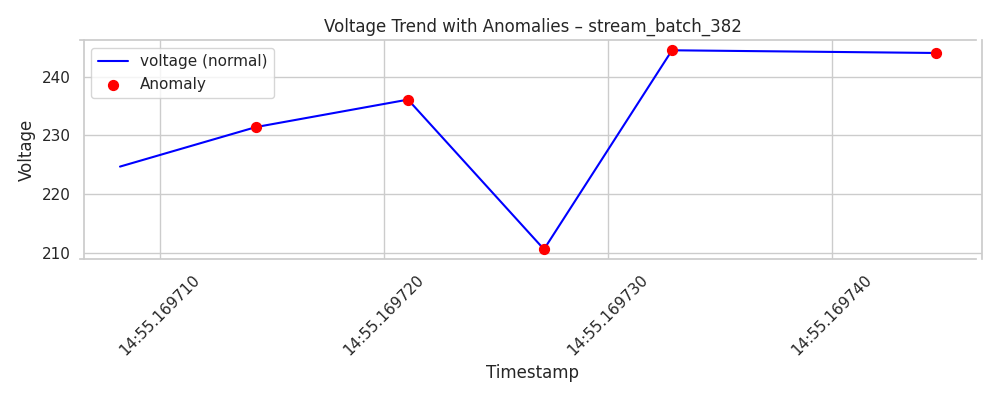 Voltage Trend with Anomalies – stream_batch_382
voltage (normal)
Anomaly
Voltage
240
230
220
210
14:55.169710
14:55.169720
14:55.169730
14:55.169740
Timestamp